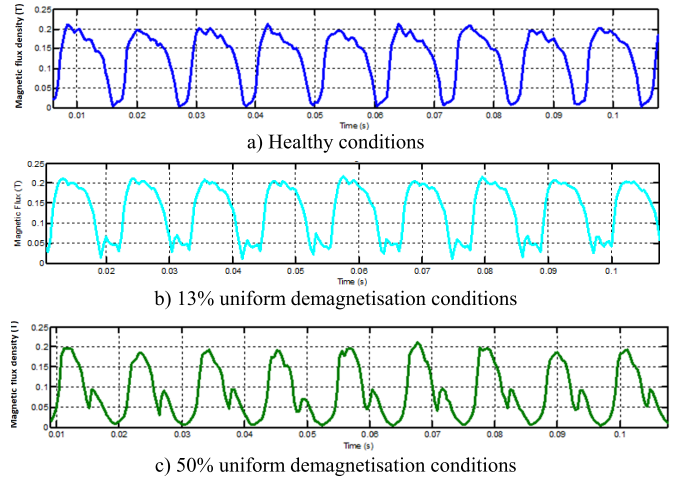 Magnetic flux density (T)
0.25
0.2
0.15
0.1
0.05
0
0.01 0.02 0.03 0.04 0.05 0.06 0.07 0.08 0.09 0.1
Time (s)
a) Healthy conditions
Magnetic Flux (T)
0.25
0.2
0.15
0.1
0.05
0
0.02 0.03 0.04 0.05 0.06 0.07 0.08 0.09 0.1
Time (s)
b) 13% uniform demagnetisation conditions
Magnetic flux density (T)
0.25
0.2
0.15
0.1
0.05
0
0.01 0.02 0.03 0.04 0.05 0.06 0.07 0.08 0.09 0.1
Time (s)
c) 50% uniform demagnetisation conditions